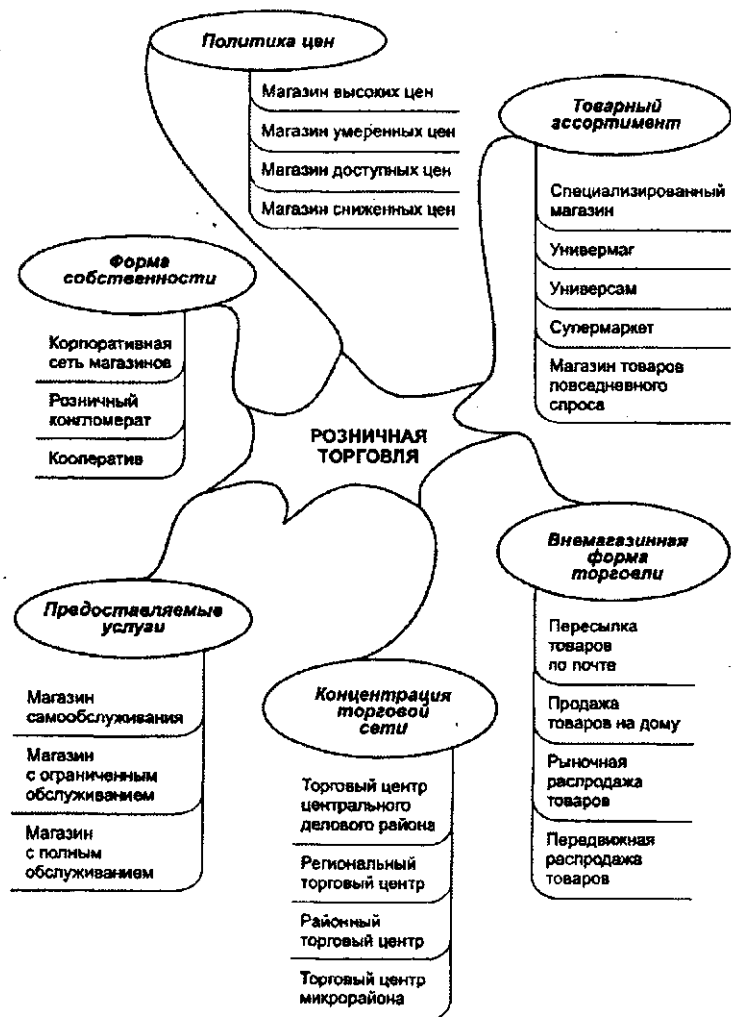 Политика цен
Магазин высоких цен
Магазин умеренных цен
Магазин доступных цен
Магазин сниженных цен
Товарный
ассортимент
Специализированный
магазин
Универмаг
Универсам
Супермаркет
Магазин товаров
повседневного
спроса
Форма
собственности
Корпоративная
сеть магазинов
Розничный
конгломерат
Кооператив
РОЗНИЧНАЯ
ТОРГОВЛЯ
Внемагазинная
форма
торговли
Пересылка
товаров
по почте
Продажа
товаров на дому
Рыночная
распродажа
товаров
Передвижная
распродажа
товаров
Предоставляемые
услуги
Магазин
самообслуживания
Магазин
с ограниченным
обслуживанием
Магазин
с полным
обслуживанием
Концентрация
торговой
сети
Торговый центр
центрального
делового района
Региональный
торговый центр
Районный
торговый центр
Торговый центр
микрорайона